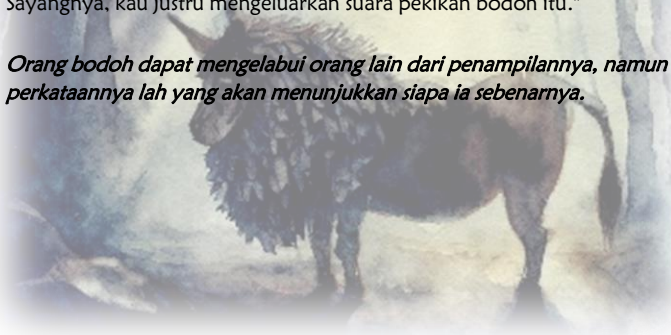 Sayangnya, kau justru mengeluarkan suara pekikan bodoh itu."
Orang bodoh dapat mengelabui orang lain dari penampilannya, namun
perkataannya lah yang akan menunjukkan siapa ia sebenarnya.